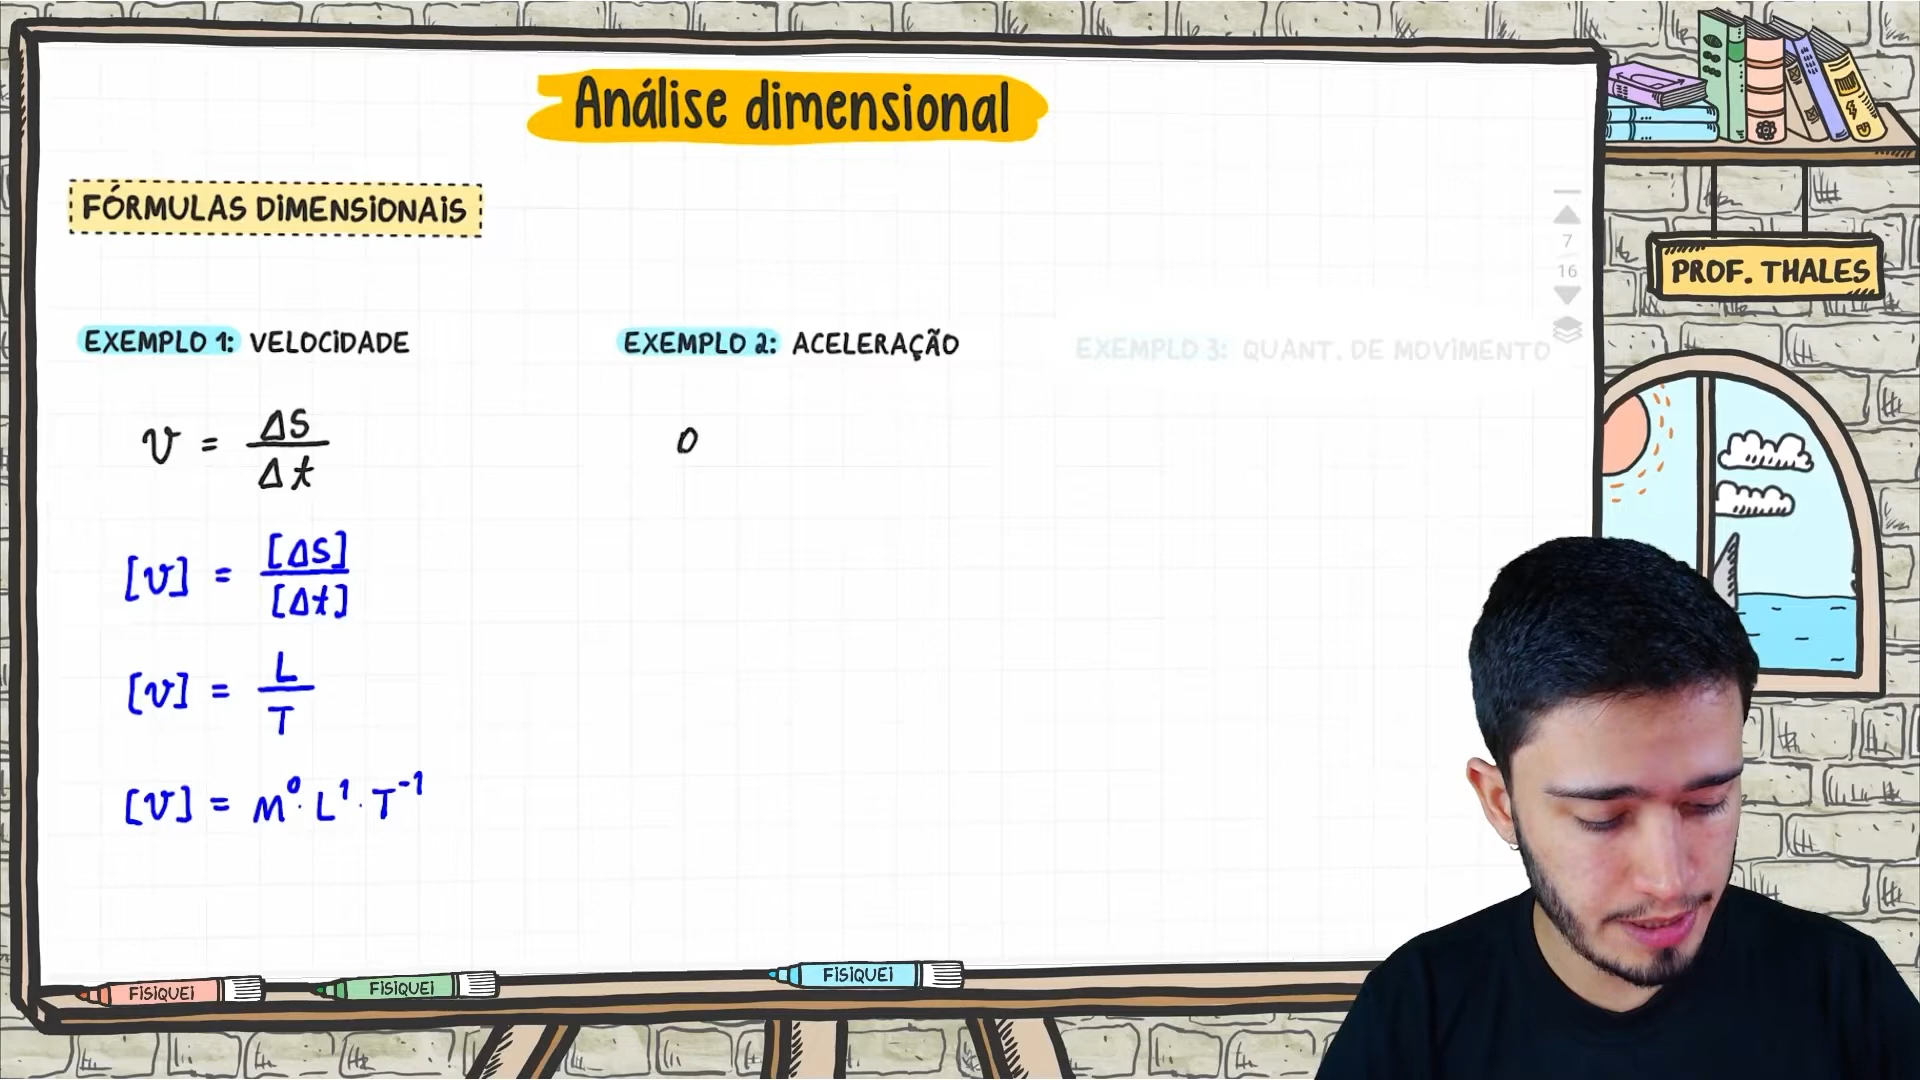 Análise dimensional
FÓRMULAS DIMENSIONAIS
PROF. THALES
7
16
EXEMPLO 1: VELOCIDADE
v = ΔS / Δt
[v] = [ΔS] / [Δt]
[v] = L / T
[v] = M⁰ · L¹ · T⁻¹
EXEMPLO 2: ACELERAÇÃO
EXEMPLO 3: QUANT. DE MOVIMENTO
FISIQUEI
FISIQUEI
FISIQUEI